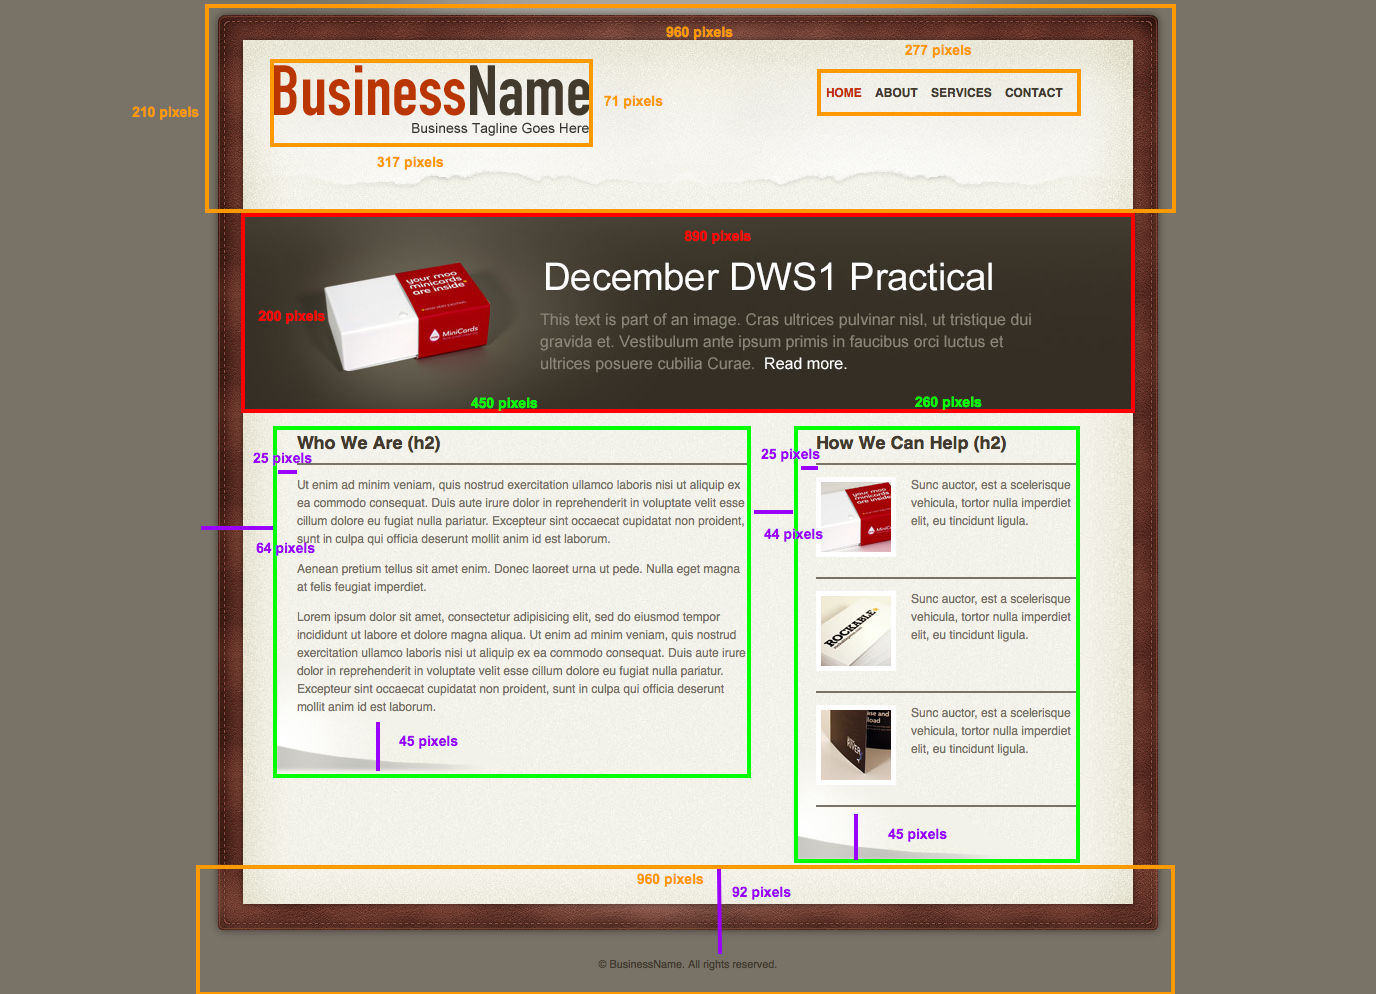 960 pixels
277 pixels
BusinessName
71 pixels
HOME ABOUT SERVICES CONTACT
210 pixels
Business Tagline Goes Here
317 pixels
890 pixels
December DWS1 Practical
your moo
minicards
are inside
MiniCards
200 pixels
This text is part of an image. Cras ultrices pulvinar nisl, ut tristique dui
gravida et. Vestibulum ante ipsum primis in faucibus orci luctus et
ultrices posuere cubilia Curae. Read more.
450 pixels
260 pixels
Who We Are (h2)
25 pixels
Ut enim ad minim veniam, quis nostrud exercitation ullamco laboris nisi ut aliquip ex
ea commodo consequat. Duis aute irure dolor in reprehenderit in voluptate velit esse
cillum dolore eu fugiat nulla pariatur. Excepteur sint occaecat cupidatat non proident,
sunt in culpa qui officia deserunt mollit anim id est laborum.
64 pixels
Aenean pretium tellus sit amet enim. Donec laoreet urna ut pede. Nulla eget magna
at felis feugiat imperdiet.
Lorem ipsum dolor sit amet, consectetur adipisicing elit, sed do eiusmod tempor
incididunt ut labore et dolore magna aliqua. Ut enim ad minim veniam, quis nostrud
exercitation ullamco laboris nisi ut aliquip ex ea commodo consequat. Duis aute irure
dolor in reprehenderit in voluptate velit esse cillum dolore eu fugiat nulla pariatur.
Excepteur sint occaecat cupidatat non proident, sunt in culpa qui officia deserunt
mollit anim id est laborum.
45 pixels
How We Can Help (h2)
25 pixels
Sunc auctor, est a scelerisque
vehicula, tortor nulla imperdiet
elit, eu tincidunt ligula.
44 pixels
Sunc auctor, est a scelerisque
vehicula, tortor nulla imperdiet
elit, eu tincidunt ligula.
ROCKABLE
Sunc auctor, est a scelerisque
vehicula, tortor nulla imperdiet
elit, eu tincidunt ligula.
RIVER
45 pixels
960 pixels
92 pixels
© BusinessName. All rights reserved.